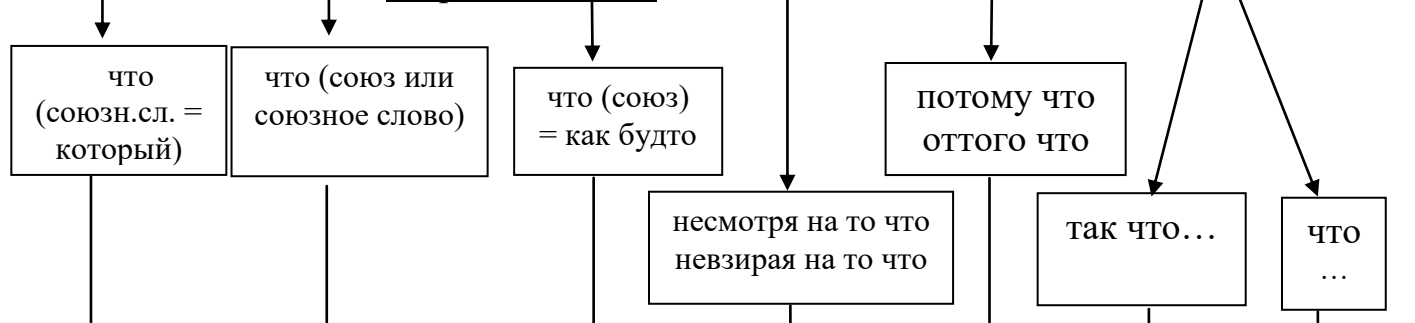 что
(союзн.сл. =
который)
что (союз или
союзное слово)
что (союз)
= как будто
несмотря на то что
невзирая на то что
потому что
оттого что
так что…
что
…